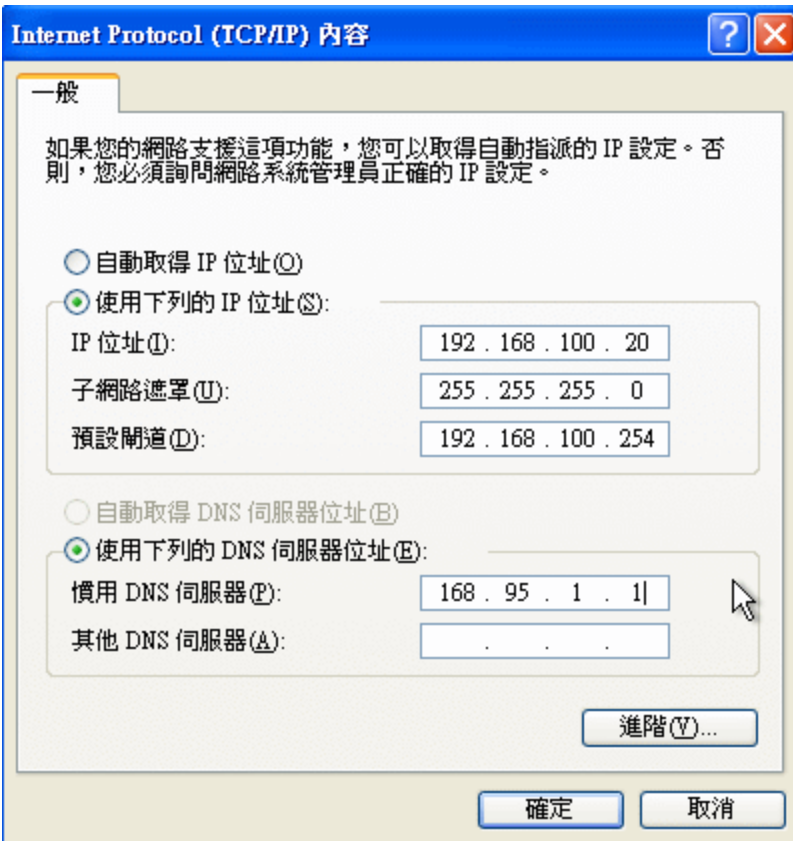 Internet Protocol (TCP/IP) 內容
一般
如果您的網路支援這項功能，您可以取得自動指派的 IP 設定。否
則，您必須詢問網路系統管理員正確的 IP 設定。
自動取得 IP 位址(O)
使用下列的 IP 位址(S):
IP 位址(I): 192 . 168 . 100 . 20
子網路遮罩(U): 255 . 255 . 255 . 0
預設閘道(D): 192 . 168 . 100 . 254
自動取得 DNS 伺服器位址(B)
使用下列的 DNS 伺服器位址(E):
慣用 DNS 伺服器(P): 168 . 95 . 1 . 1
其他 DNS 伺服器(A): . . .
進階(V)...
確定 取消